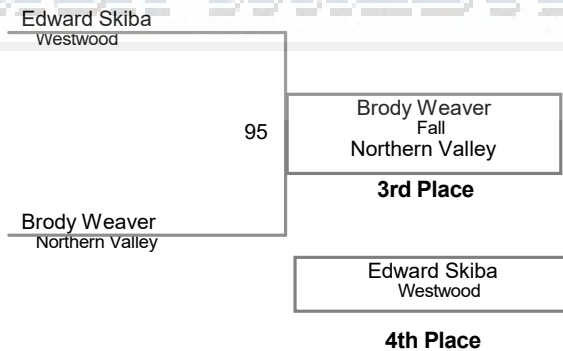 Edward Skiba
Westwood
95
Brody Weaver
Fall
Northern Valley
3rd Place
Brody Weaver
Northern Valley
Edward Skiba
Westwood
4th Place